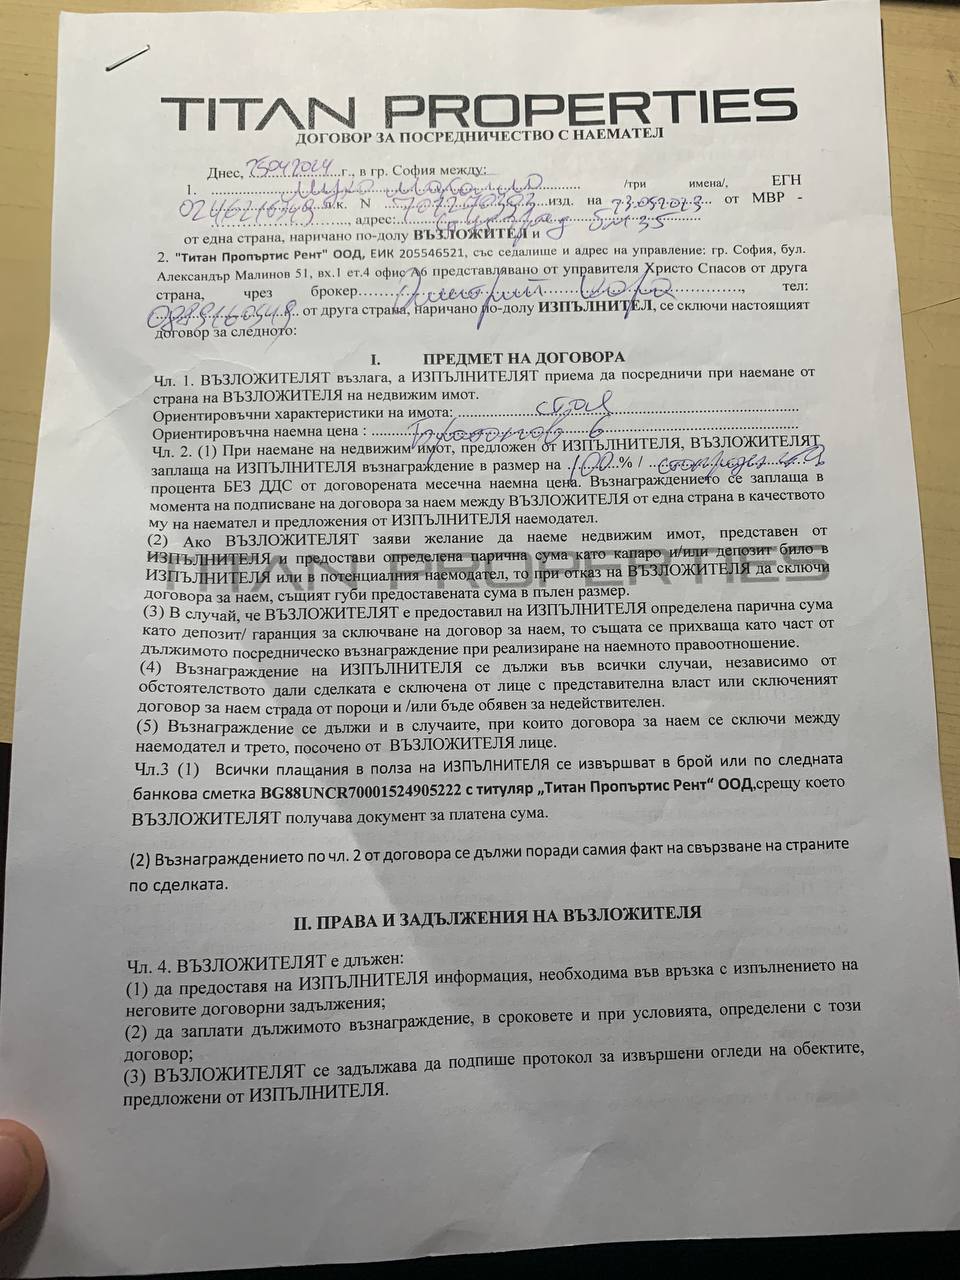 TITAN PROPERTIES
ДОГОВОР ЗА ПОСРЕДНИЧЕСТВО С НАЕМАТЕЛ
Днес, 25042024 г., в гр. София между:
1. /три имена/, ЕГН
л.к. N изд. на от МВР -
адрес:
от една страна, наричано по-долу ВЪЗЛОЖИТЕЛ и
2. "Титан Пропъртис Рент" ООД, ЕИК 205546521, със седалище и адрес на управление: гр. София, бул.
Александър Малинов 51, вх.1 ет.4 офис А6 представлявано от управителя Христо Спасов от друга
страна, чрез брокер Димитрий, тел:
от друга страна, наричано по-долу ИЗПЪЛНИТЕЛ, се сключи настоящият
договор за следното:
I. ПРЕДМЕТ НА ДОГОВОРА
Чл. 1. ВЪЗЛОЖИТЕЛЯТ възлага, а ИЗПЪЛНИТЕЛЯТ приема да посредничи при наемане от
страна на ВЪЗЛОЖИТЕЛЯ на недвижим имот.
Ориентировъчни характеристики на имота: стая
Ориентировъчна наемна цена :
Чл. 2. (1) При наемане на недвижим имот, предложен от ИЗПЪЛНИТЕЛЯ, ВЪЗЛОЖИТЕЛЯТ
заплаща на ИЗПЪЛНИТЕЛЯ възнаграждение в размер на 100 % /
процента БЕЗ ДДС от договорената месечна наемна цена. Възнаграждението се заплаща в
момента на подписване на договора за наем между ВЪЗЛОЖИТЕЛЯ от една страна в качеството
му на наемател и предложения от ИЗПЪЛНИТЕЛЯ наемодател.
(2) Ако ВЪЗЛОЖИТЕЛЯТ заяви желание да наеме недвижим имот, представен от
ИЗПЪЛНИТЕЛЯ и предостави определена парична сума като капаро и/или депозит било в
TITAN PROPERTIES
ИЗПЪЛНИТЕЛЯ или в потенциалния наемодател, то при отказ на ВЪЗЛОЖИТЕЛЯ да сключи
договора за наем, същият губи предоставената сума в пълен размер.
(3) В случай, че ВЪЗЛОЖИТЕЛЯТ е предоставил на ИЗПЪЛНИТЕЛЯ определена парична сума
като депозит/ гаранция за сключване на договор за наем, то същата се прихваща като част от
дължимото посредническо възнаграждение при реализиране на наемното правоотношение.
(4) Възнаграждение на ИЗПЪЛНИТЕЛЯ се дължи във всички случаи, независимо от
обстоятелството дали сделката е сключена от лице с представителна власт или сключеният
договор за наем страда от пороци и /или бъде обявен за недействителен.
(5) Възнаграждение се дължи и в случаите, при които договора за наем се сключи между
наемодател и трето, посочено от ВЪЗЛОЖИТЕЛЯ лице.
Чл.3 (1) Всички плащания в полза на ИЗПЪЛНИТЕЛЯ се извършват в брой или по следната
банкова сметка BG88UNCR70001524905222 с титуляр „Титан Пропъртис Рент“ ООД,срещу което
ВЪЗЛОЖИТЕЛЯТ получава документ за платена сума.
(2) Възнаграждението по чл. 2 от договора се дължи поради самия факт на свързване на страните
по сделката.
II. ПРАВА И ЗАДЪЛЖЕНИЯ НА ВЪЗЛОЖИТЕЛЯ
Чл. 4. ВЪЗЛОЖИТЕЛЯТ е длъжен:
(1) да предоставя на ИЗПЪЛНИТЕЛЯ информация, необходима във връзка с изпълнението на
неговите договорни задължения;
(2) да заплати дължимото възнаграждение, в сроковете и при условията, определени с този
договор;
(3) ВЪЗЛОЖИТЕЛЯТ се задължава да подпише протокол за извършени огледи на обектите,
предложени от ИЗПЪЛНИТЕЛЯ.